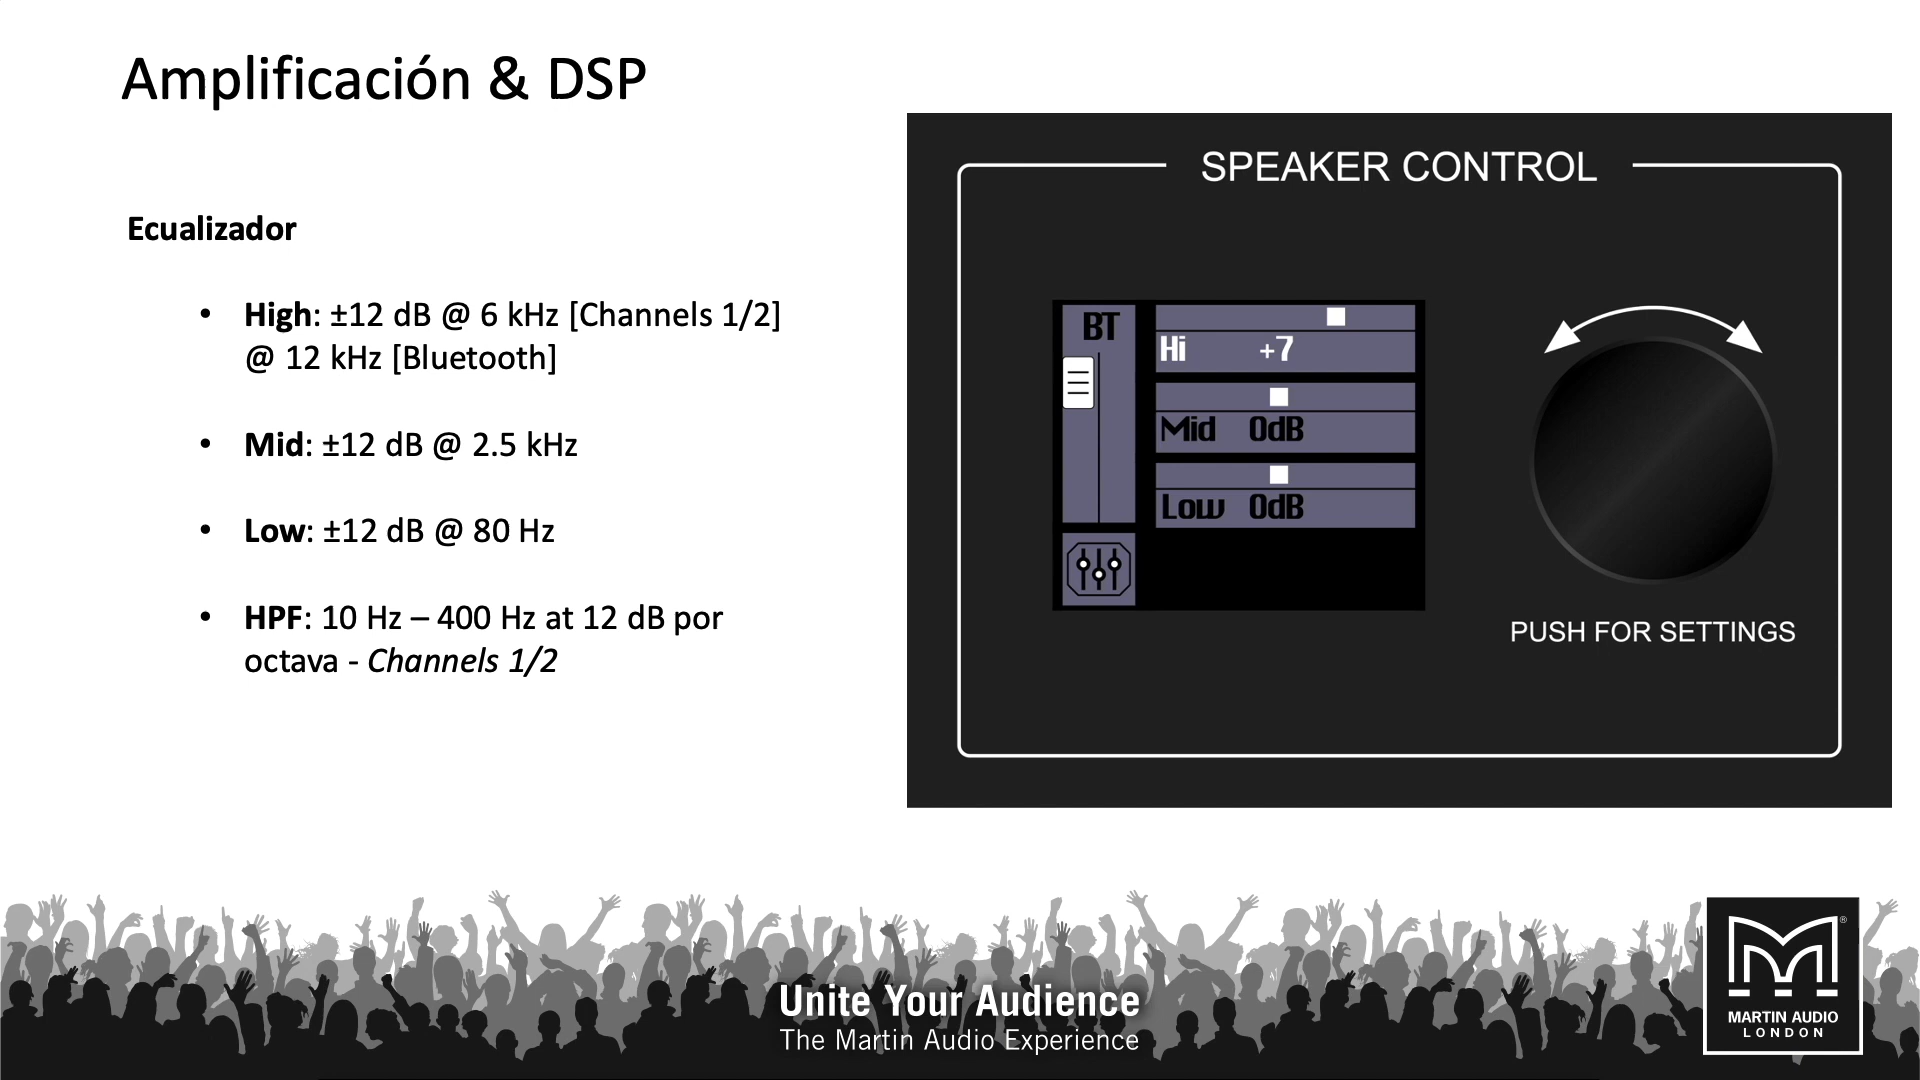 Amplificación & DSP
Ecualizador
• High: ±12 dB @ 6 kHz [Channels 1/2]
@ 12 kHz [Bluetooth]
• Mid: ±12 dB @ 2.5 kHz
• Low: ±12 dB @ 80 Hz
• HPF: 10 Hz – 400 Hz at 12 dB por
octava - Channels 1/2
SPEAKER CONTROL
BT
Hi +7
Mid 0dB
Low 0dB
PUSH FOR SETTINGS
Unite Your Audience
The Martin Audio Experience
®
MARTIN AUDIO
LONDON